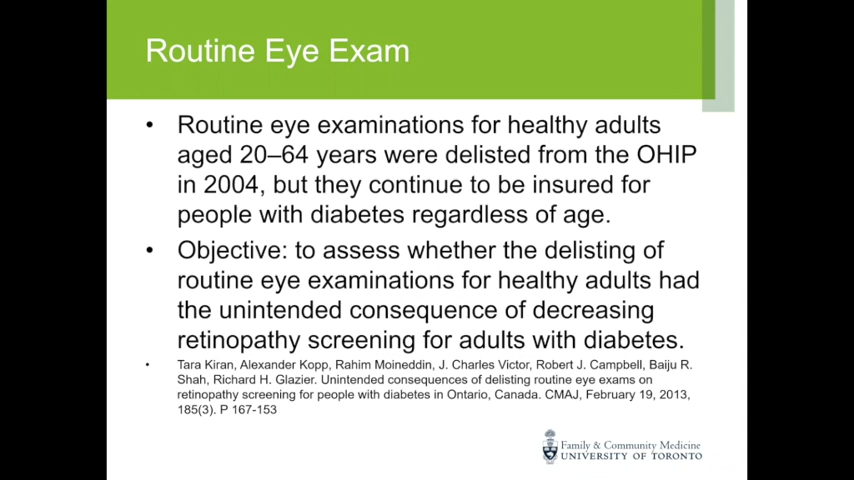 Routine Eye Exam
• Routine eye examinations for healthy adults
aged 20–64 years were delisted from the OHIP
in 2004, but they continue to be insured for
people with diabetes regardless of age.
• Objective: to assess whether the delisting of
routine eye examinations for healthy adults had
the unintended consequence of decreasing
retinopathy screening for adults with diabetes.
• Tara Kiran, Alexander Kopp, Rahim Moineddin, J. Charles Victor, Robert J. Campbell, Baiju R.
Shah, Richard H. Glazier. Unintended consequences of delisting routine eye exams on
retinopathy screening for people with diabetes in Ontario, Canada. CMAJ, February 19, 2013,
185(3). P 167-153
Family & Community Medicine
UNIVERSITY OF TORONTO